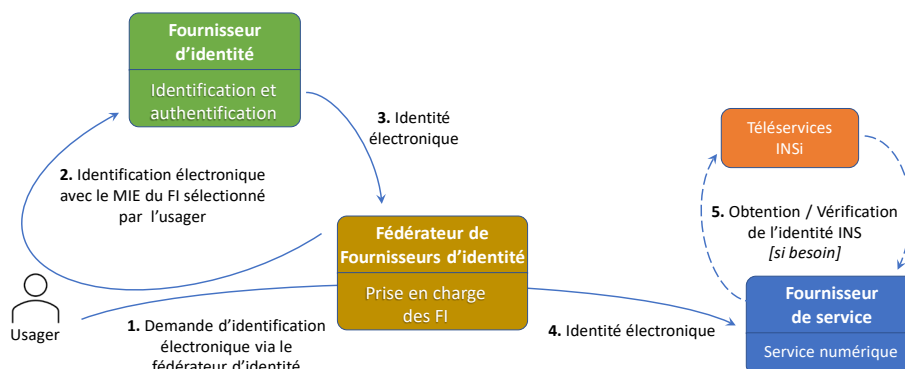 Fournisseur
d'identité
Identification et
authentification
3. Identité
électronique
Téléservices
INSi
2. Identification électronique
avec le MIE du FI sélectionné
par l'usager
5. Obtention / Vérification
de l'identité INS
[si besoin]
Fédérateur de
Fournisseurs d'identité
Prise en charge
des FI
Usager
1. Demande d'identification
électronique via le
fédérateur d'identité
4. Identité électronique
Fournisseur
de service
Service numérique